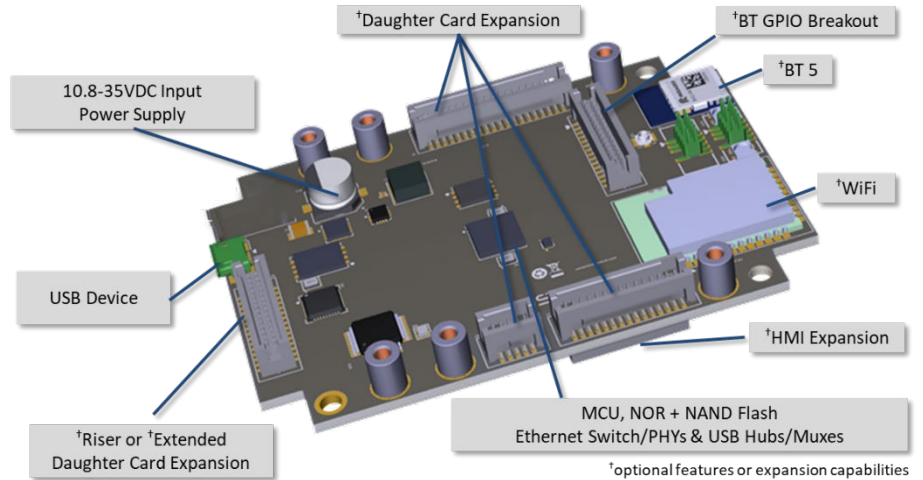 †Daughter Card Expansion
†BT GPIO Breakout
†BT 5
10.8-35VDC Input
Power Supply
†WiFi
USB Device
†HMI Expansion
†Riser or †Extended
Daughter Card Expansion
MCU, NOR + NAND Flash
Ethernet Switch/PHYs & USB Hubs/Muxes
†optional features or expansion capabilities